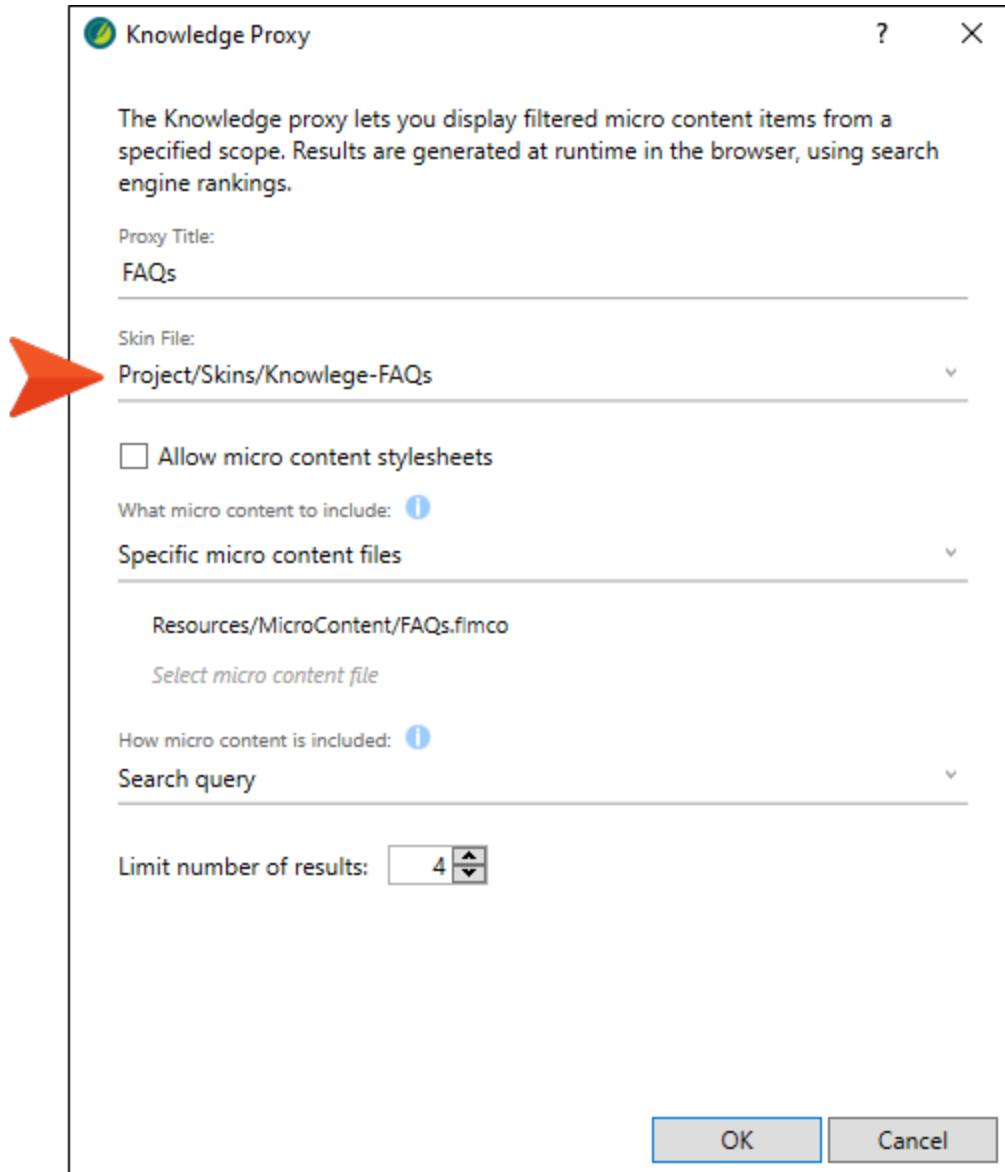 Knowledge Proxy ?
The Knowledge proxy lets you display filtered micro content items from a
specified scope. Results are generated at runtime in the browser, using search
engine rankings.
Proxy Title:
FAQs
Skin File:
Project/Skins/Knowlege-FAQs
Allow micro content stylesheets
What micro content to include:
Specific micro content files
Resources/MicroContent/FAQs.flmco
Select micro content file
How micro content is included:
Search query
Limit number of results: 4
OK Cancel